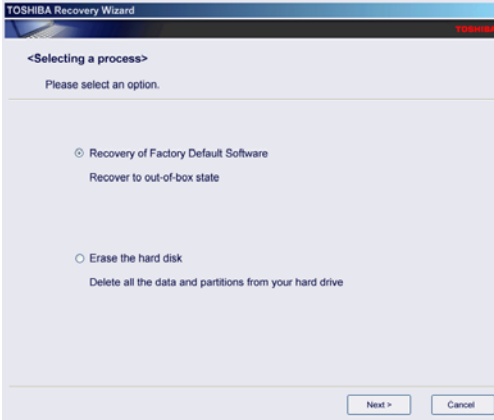 TOSHIBA Recovery Wizard
TOSHIBA
<Selecting a process>
Please select an option.
Recovery of Factory Default Software
Recover to out-of-box state
Erase the hard disk
Delete all the data and partitions from your hard drive
Next >
Cancel